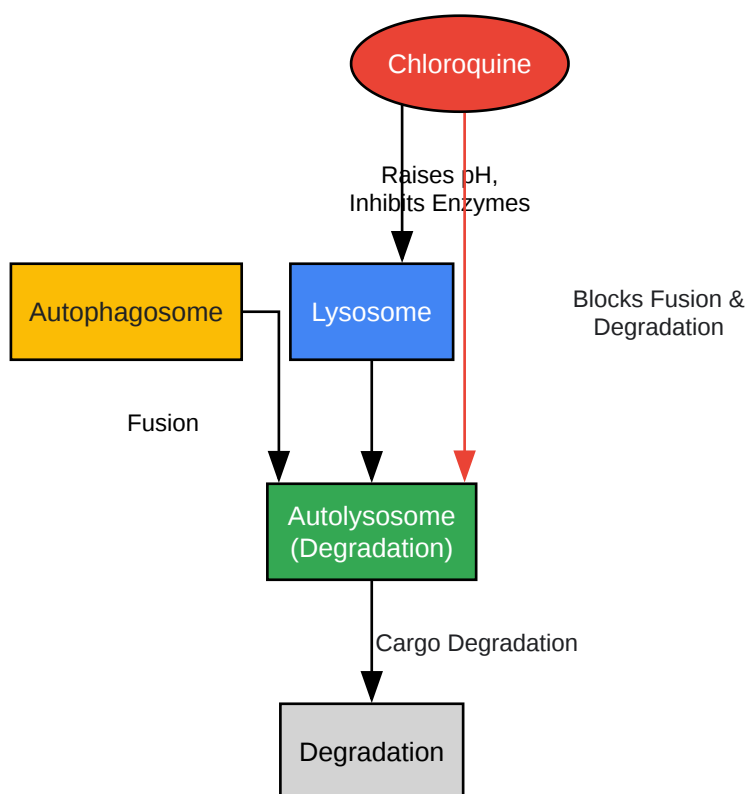 Chloroquine
Raises pH,
Inhibits Enzymes
Autophagosome
Lysosome
Blocks Fusion &
Degradation
Fusion
Autolysosome
(Degradation)
Cargo Degradation
Degradation